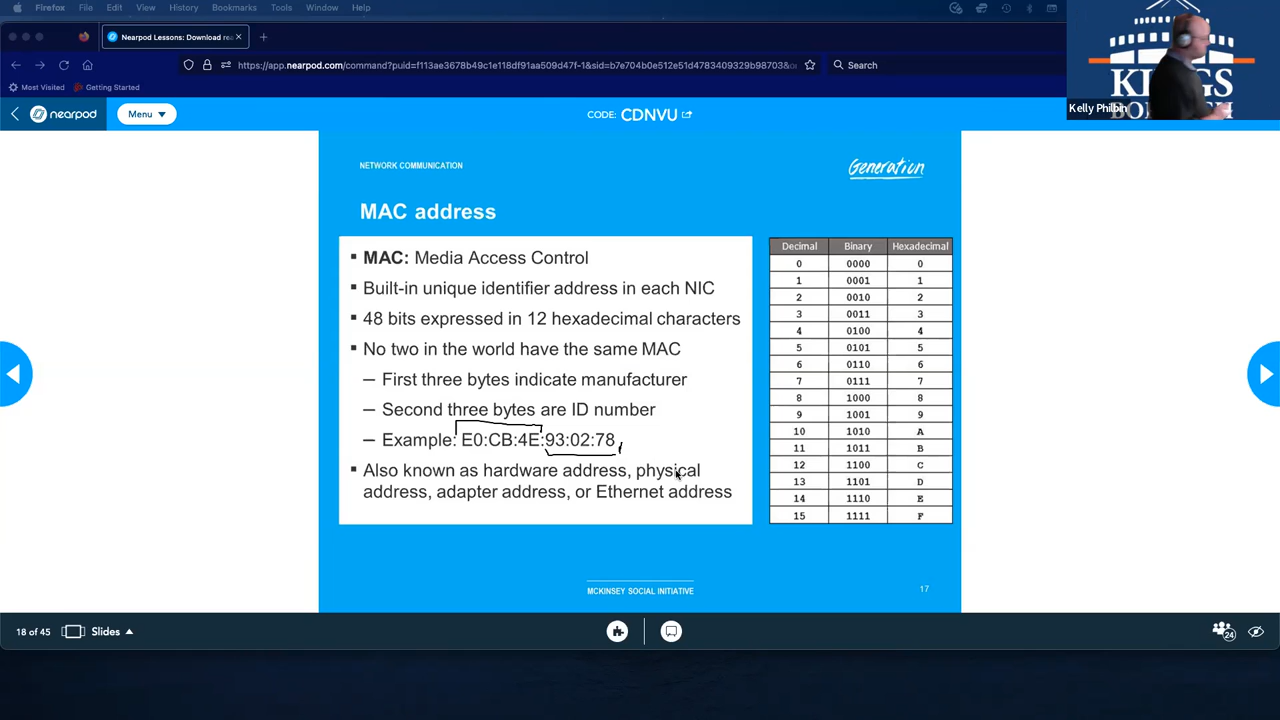 Firefox File Edit View History Bookmarks Tools Window Help
Nearpod Lessons: Download rea
https://app.nearpod.com/command?puid=f113ae3678b49c1e118df91aa509d47f-1&sid=b7e704b0e512e51d4783409329b98703&
Search
Most Visited Getting Started
KINGS
Kelly Philbin
nearpod Menu CODE: CDNVU
NETWORK COMMUNICATION
Generation
MAC address
▪ MAC: Media Access Control
▪ Built-in unique identifier address in each NIC
▪ 48 bits expressed in 12 hexadecimal characters
▪ No two in the world have the same MAC
– First three bytes indicate manufacturer
– Second three bytes are ID number
– Example: E0:CB:4E:93:02:78
▪ Also known as hardware address, physical
address, adapter address, or Ethernet address
Decimal Binary Hexadecimal
0 0000 0
1 0001 1
2 0010 2
3 0011 3
4 0100 4
5 0101 5
6 0110 6
7 0111 7
8 1000 8
9 1001 9
10 1010 A
11 1011 B
12 1100 C
13 1101 D
14 1110 E
15 1111 F
MCKINSEY SOCIAL INITIATIVE
17
18 of 45 Slides
24